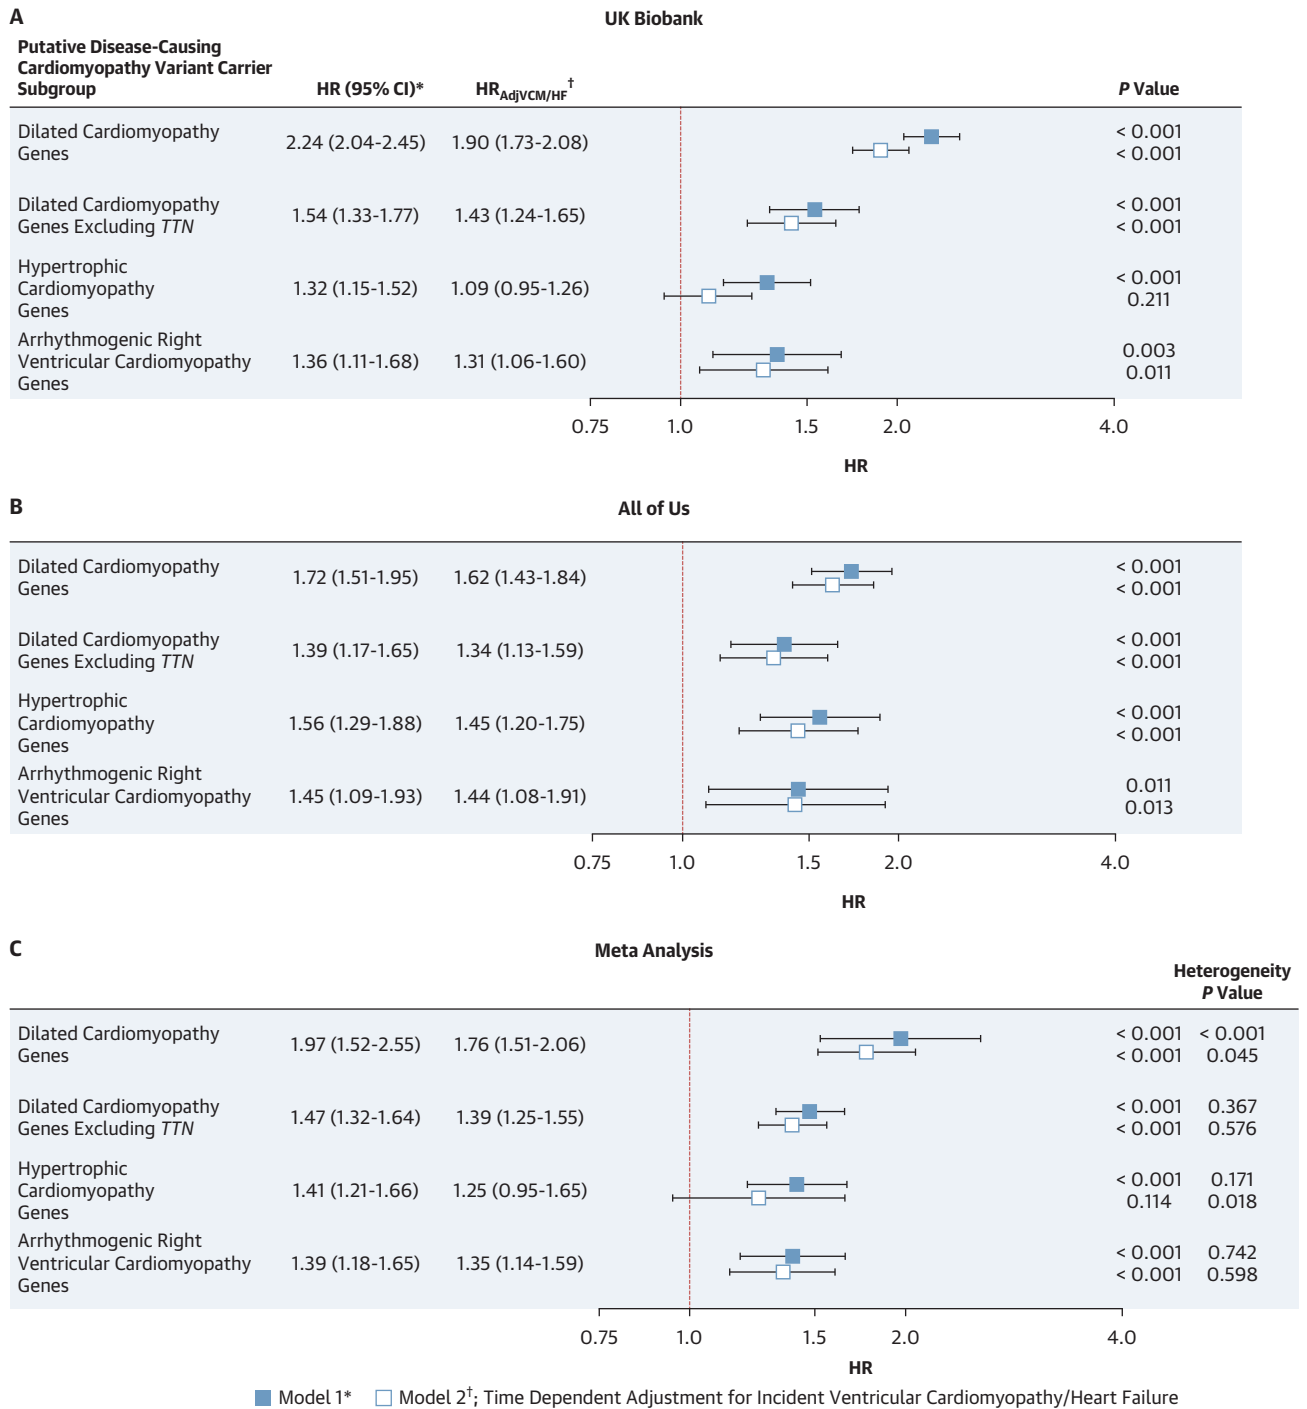 A
UK Biobank
Putative Disease-Causing
Cardiomyopathy Variant Carrier
Subgroup HR (95% CI)* HRAdjVCM/HF† P Value
Dilated Cardiomyopathy
Genes
2.24 (2.04-2.45) 1.90 (1.73-2.08)
< 0.001
< 0.001
Dilated Cardiomyopathy
Genes Excluding TTN
1.54 (1.33-1.77) 1.43 (1.24-1.65)
< 0.001
< 0.001
Hypertrophic
Cardiomyopathy
Genes
1.32 (1.15-1.52) 1.09 (0.95-1.26)
< 0.001
0.211
Arrhythmogenic Right
Ventricular Cardiomyopathy
Genes
1.36 (1.11-1.68) 1.31 (1.06-1.60)
0.003
0.011
0.75 1.0 1.5 2.0 4.0
HR
B
All of Us
Dilated Cardiomyopathy
Genes
1.72 (1.51-1.95) 1.62 (1.43-1.84)
< 0.001
< 0.001
Dilated Cardiomyopathy
Genes Excluding TTN
1.39 (1.17-1.65) 1.34 (1.13-1.59)
< 0.001
< 0.001
Hypertrophic
Cardiomyopathy
Genes
1.56 (1.29-1.88) 1.45 (1.20-1.75)
< 0.001
< 0.001
Arrhythmogenic Right
Ventricular Cardiomyopathy
Genes
1.45 (1.09-1.93) 1.44 (1.08-1.91)
0.011
0.013
0.75 1.0 1.5 2.0 4.0
HR
C
Meta Analysis
Heterogeneity
P Value
Dilated Cardiomyopathy
Genes
1.97 (1.52-2.55) 1.76 (1.51-2.06)
< 0.001 < 0.001
< 0.001 0.045
Dilated Cardiomyopathy
Genes Excluding TTN
1.47 (1.32-1.64) 1.39 (1.25-1.55)
< 0.001 0.367
< 0.001 0.576
Hypertrophic
Cardiomyopathy
Genes
1.41 (1.21-1.66) 1.25 (0.95-1.65)
< 0.001 0.171
0.114 0.018
Arrhythmogenic Right
Ventricular Cardiomyopathy
Genes
1.39 (1.18-1.65) 1.35 (1.14-1.59)
< 0.001 0.742
< 0.001 0.598
0.75 1.0 1.5 2.0 4.0
HR
Model 1* Model 2†; Time Dependent Adjustment for Incident Ventricular Cardiomyopathy/Heart Failure